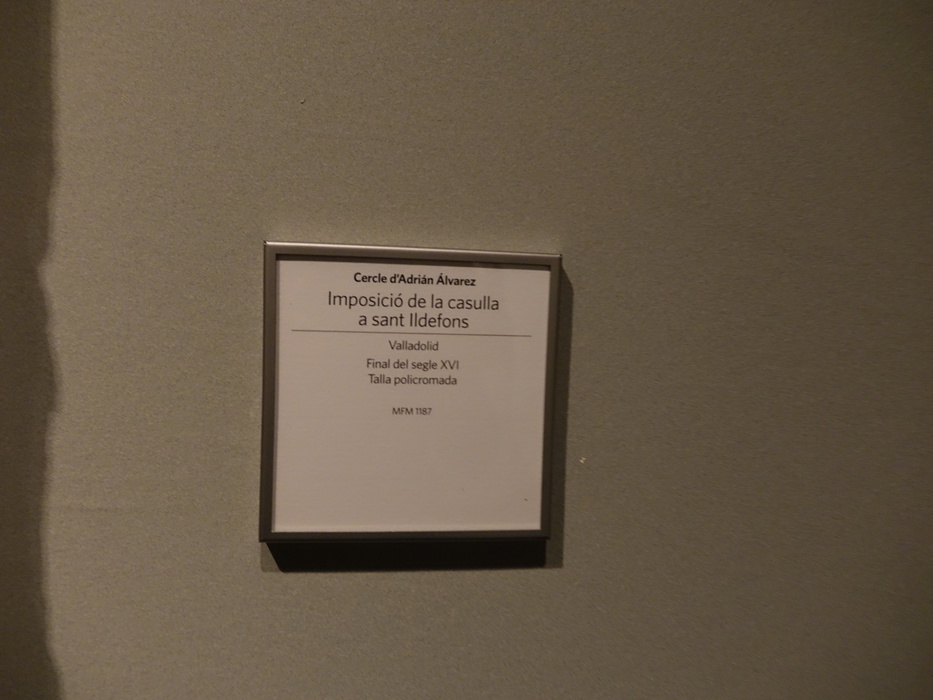 Cercle d'Adrián Álvarez
Imposició de la casulla
a sant Ildefons
Valladolid
Final del segle XVI
Talla policromada
MFM 1187